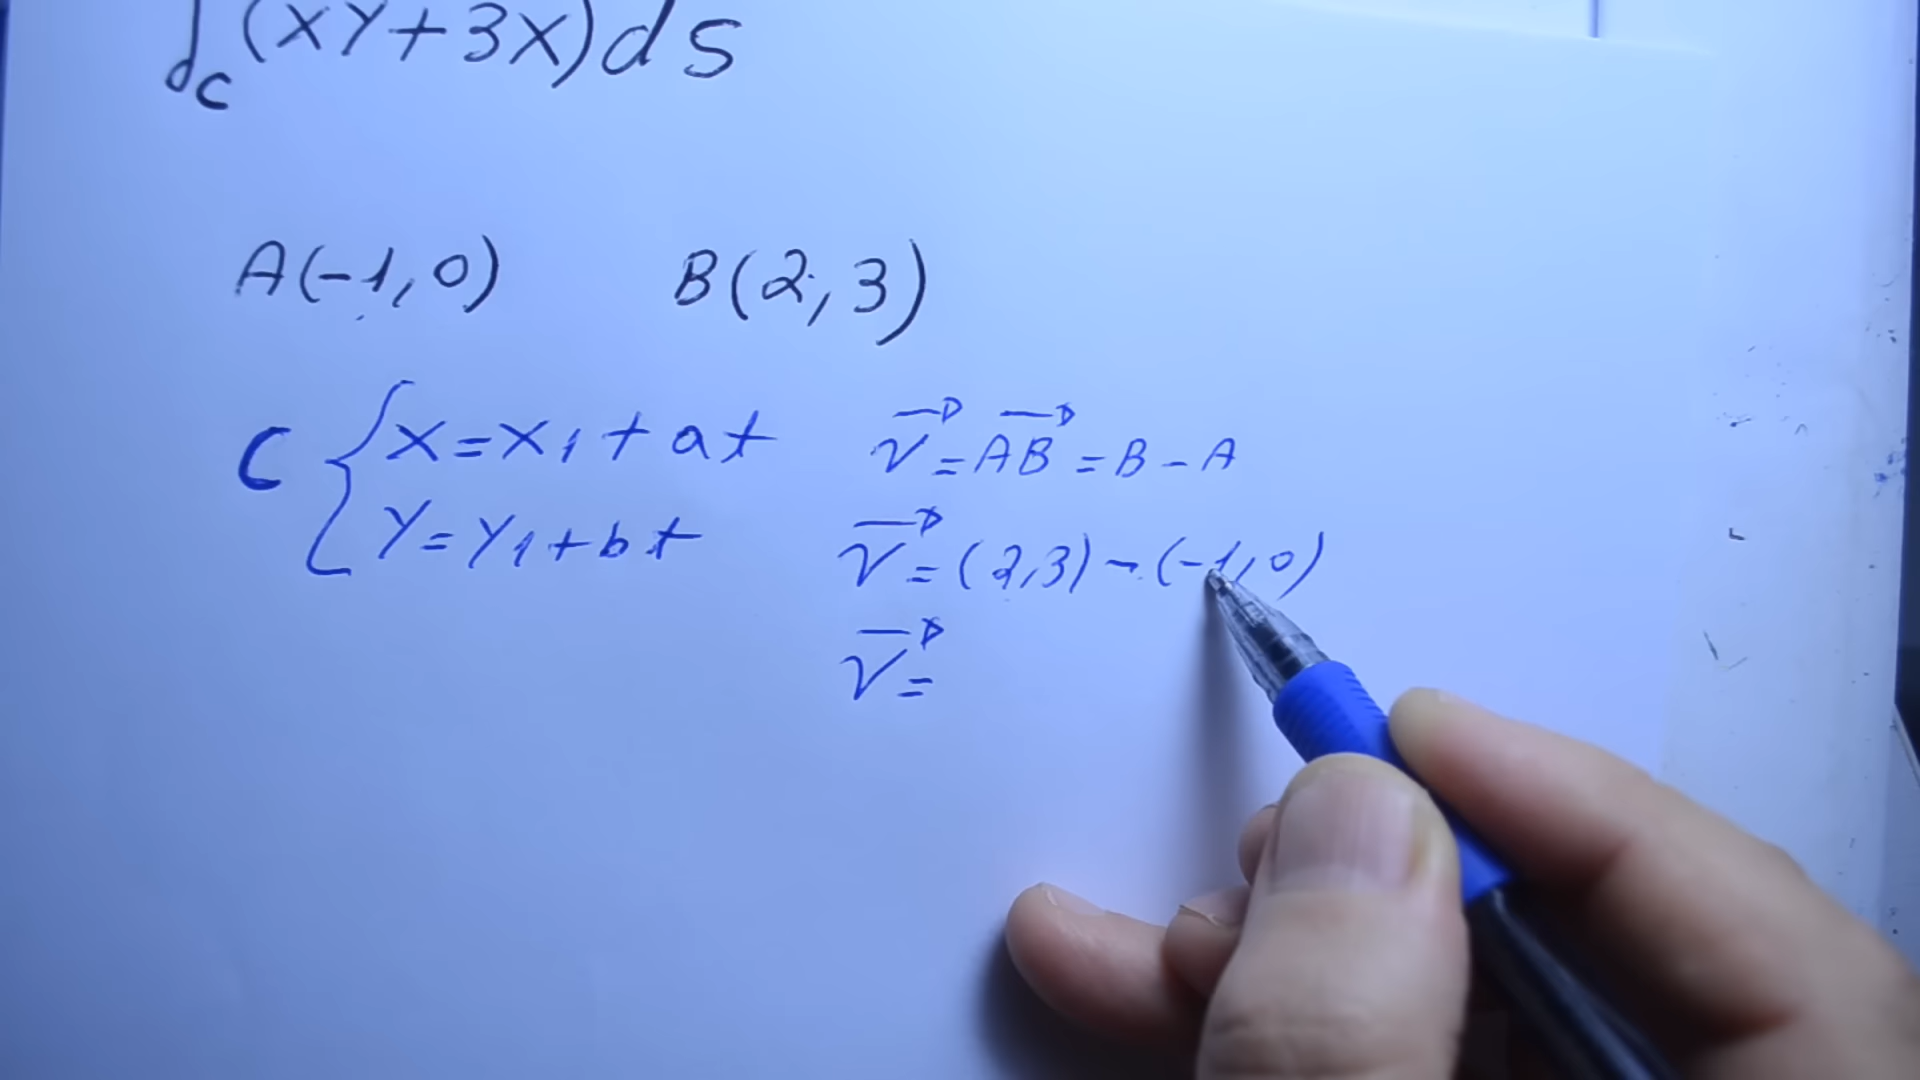 ∫c (XY+3X)ds
A(-1,0) B(2,3)
C { X=X1+at
Y=Y1+bt
V=AB=B-A
V=(2,3)-(-1,0)
V=